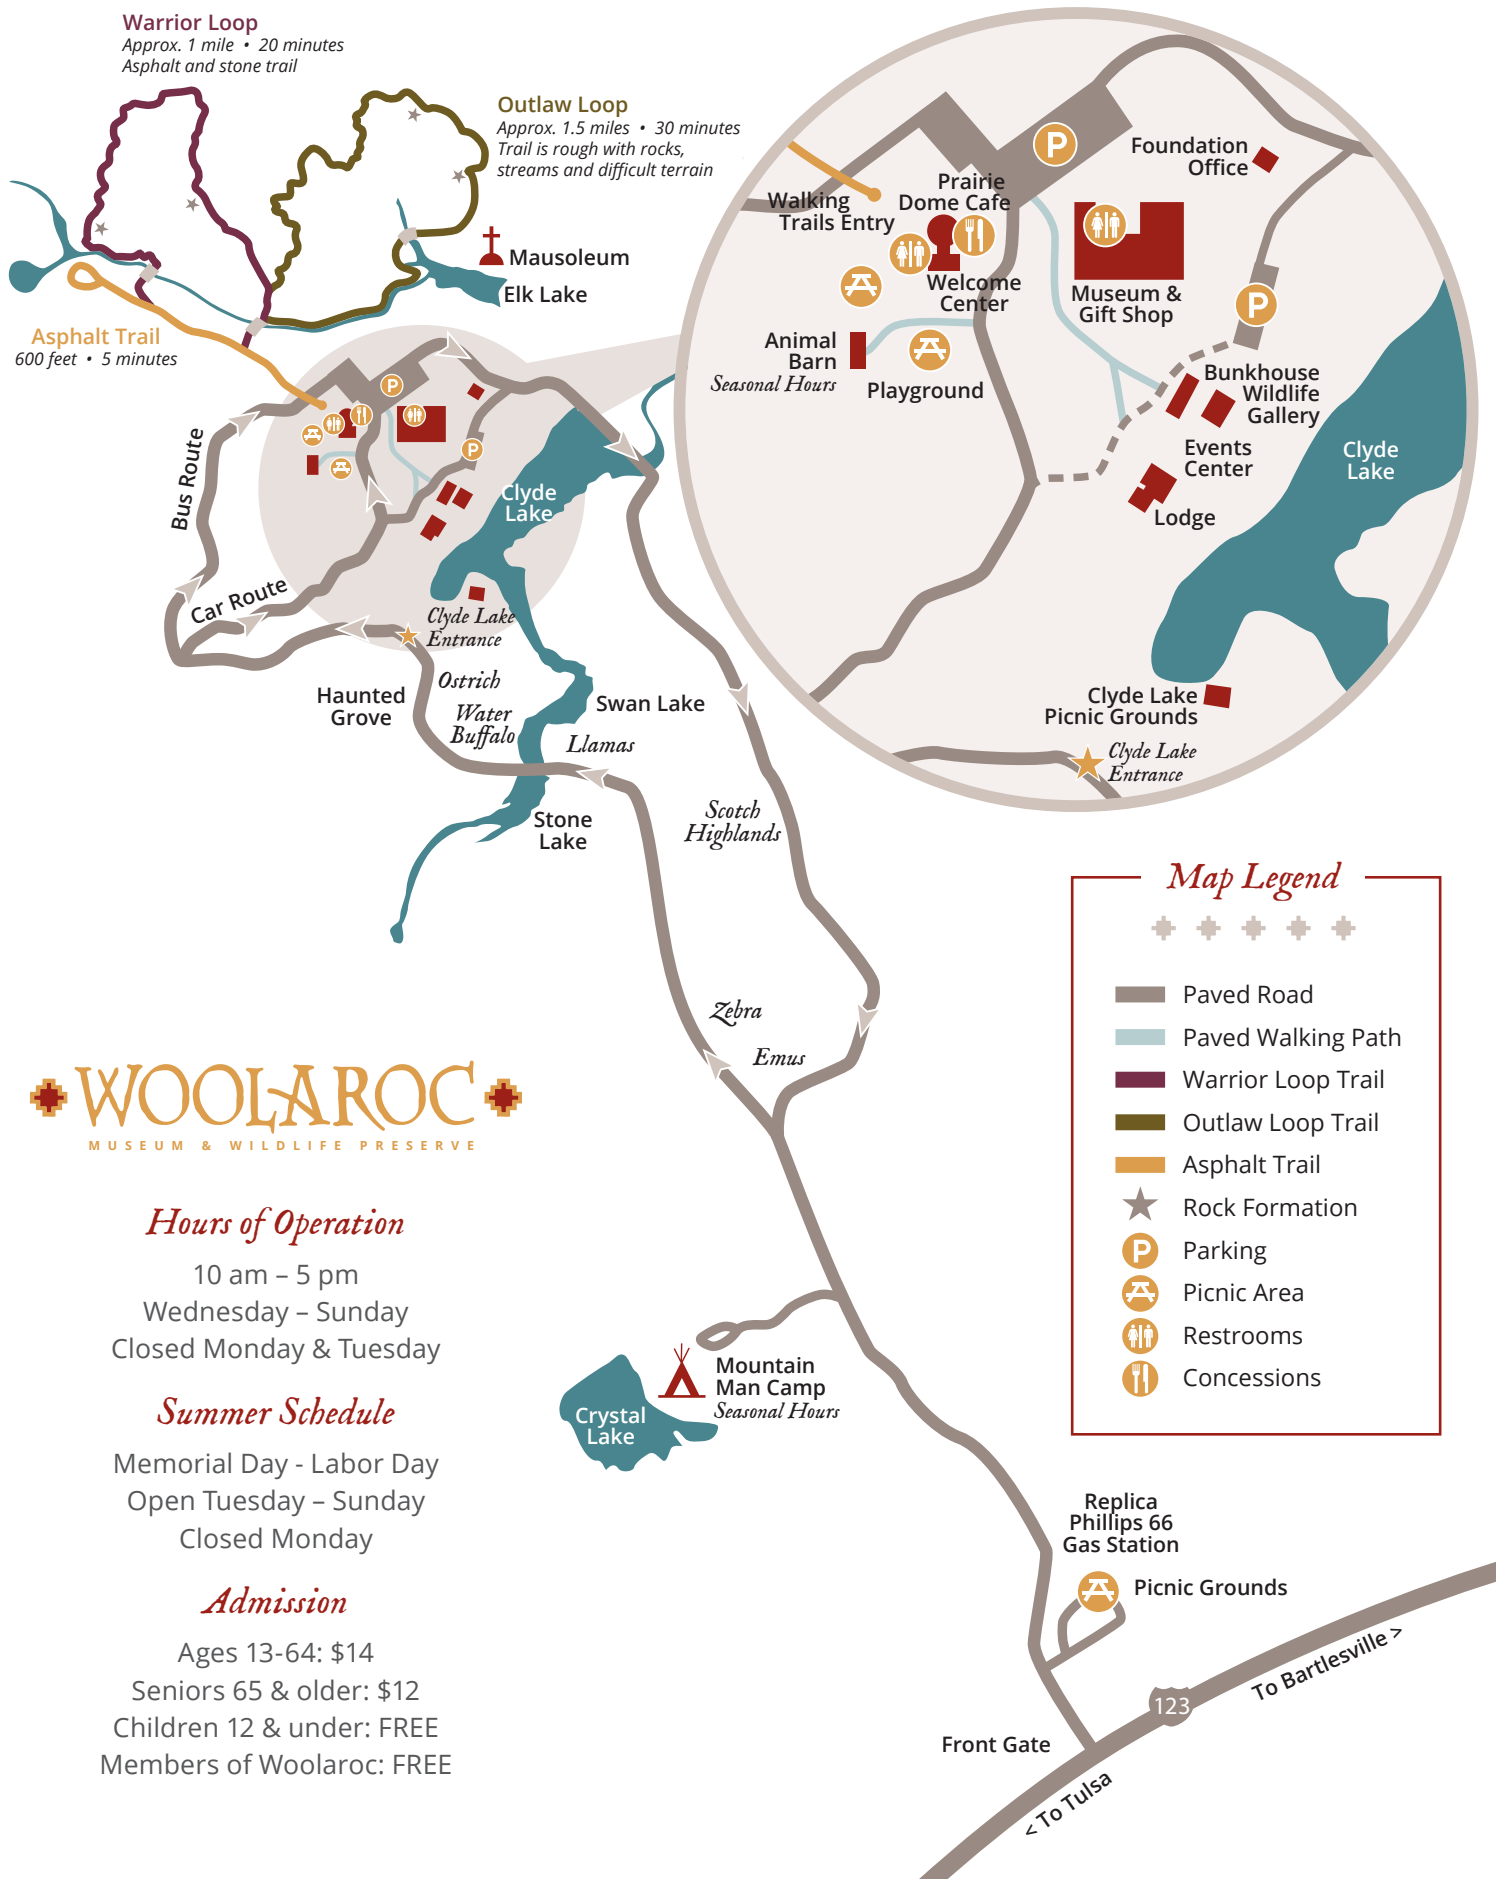 Warrior Loop
Approx. 1 mile • 20 minutes
Asphalt and stone trail
Outlaw Loop
Approx. 1.5 miles • 30 minutes
Trail is rough with rocks,
streams and difficult terrain
Mausoleum
Elk Lake
Asphalt Trail
600 feet • 5 minutes
Bus Route
Car Route
P
P
Clyde
Lake
Clyde Lake
Entrance
Ostrich
Haunted
Grove
Water
Buffalo
Swan Lake
Llamas
Stone
Lake
Scotch
Highlands
Zebra
Emus
P
Foundation
Office
Prairie
Dome Cafe
Walking
Trails Entry
Welcome
Center
Museum &
Gift Shop
P
Animal
Barn
Seasonal Hours
Playground
Bunkhouse
Wildlife
Gallery
Events
Center
Lodge
Clyde
Lake
Clyde Lake
Picnic Grounds
Clyde Lake
Entrance
Map Legend
Paved Road
Paved Walking Path
Warrior Loop Trail
Outlaw Loop Trail
Asphalt Trail
Rock Formation
P
Parking
Picnic Area
Restrooms
Concessions
WOOLAROC
MUSEUM & WILDLIFE PRESERVE
Hours of Operation
10 am – 5 pm
Wednesday – Sunday
Closed Monday & Tuesday
Summer Schedule
Memorial Day - Labor Day
Open Tuesday – Sunday
Closed Monday
Admission
Ages 13-64: $14
Seniors 65 & older: $12
Children 12 & under: FREE
Members of Woolaroc: FREE
Mountain
Man Camp
Seasonal Hours
Crystal
Lake
Replica
Phillips 66
Gas Station
Picnic Grounds
To Bartlesville >
123
Front Gate
< To Tulsa